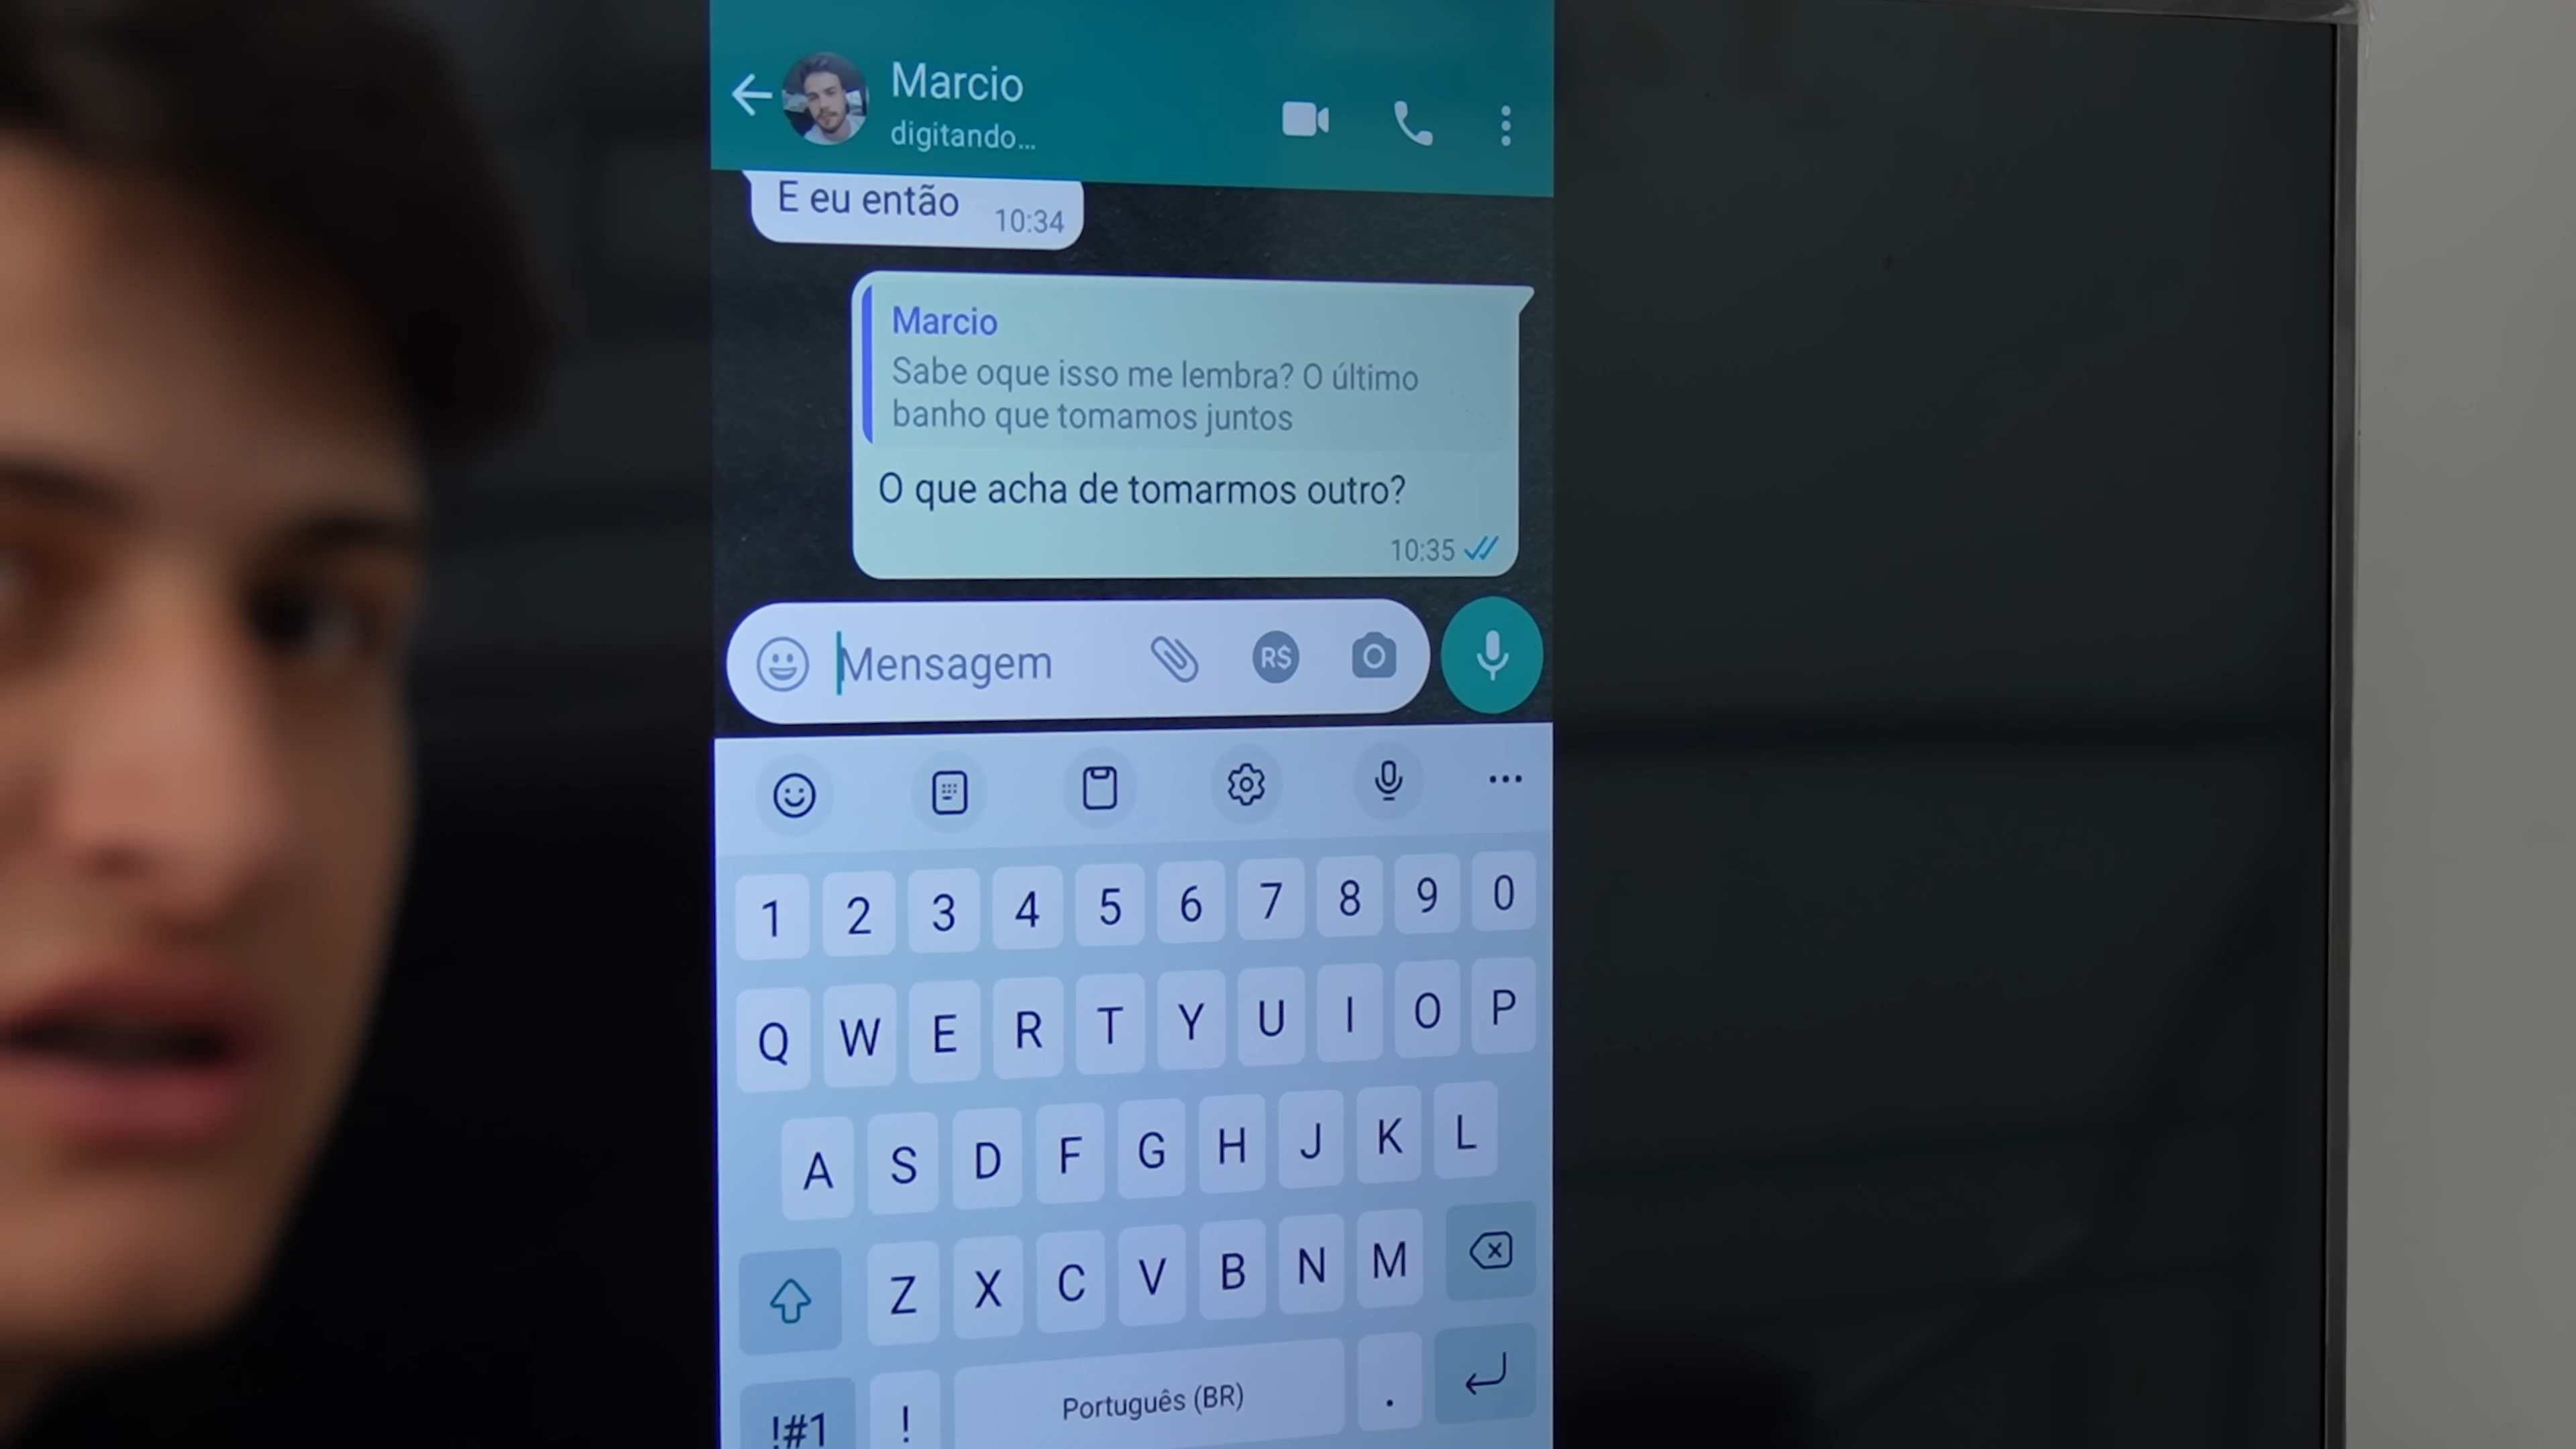 Marcio
digitando...
E eu então
10:34
Marcio
Sabe oque isso me lembra? O último
banho que tomamos juntos
O que acha de tomarmos outro?
10:35
Mensagem
R$
1 2 3 4 5 6 7 8 9 0
Q W E R T Y U I O P
A S D F G H J K L
Z X C V B N M
!#1 ! Português (BR) .